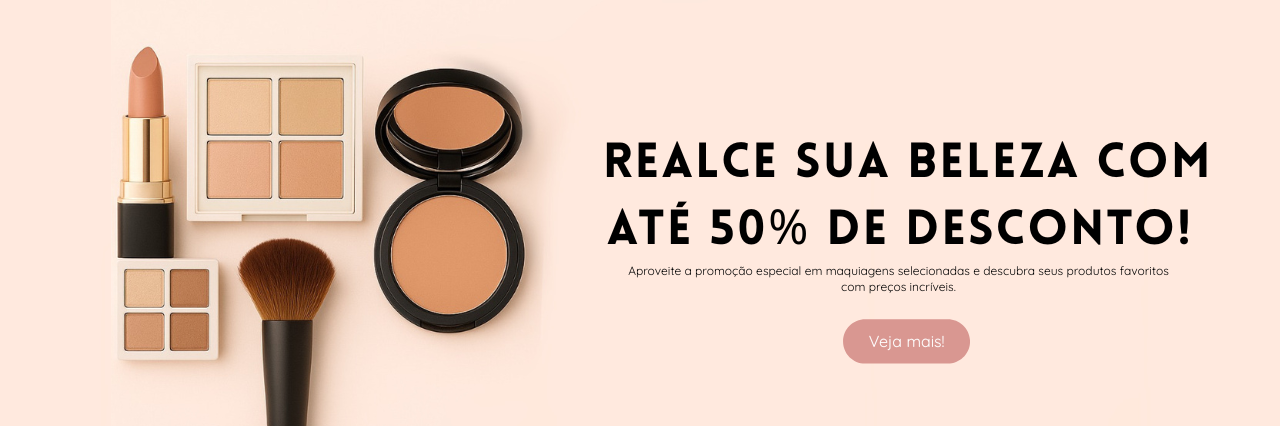 REALCE SUA BELEZA COM
ATÉ 50% DE DESCONTO!
Aproveite a promoção especial em maquiagens selecionadas e descubra seus produtos favoritos
com preços incríveis.
Veja mais!